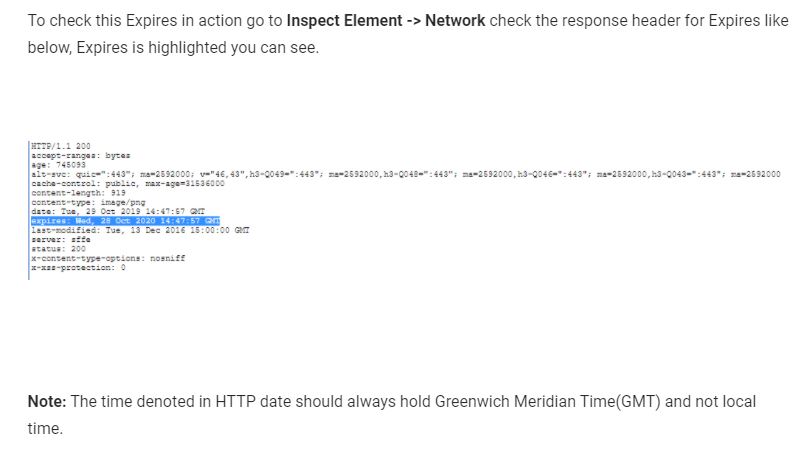 To check this Expires in action go to Inspect Element -> Network check the response header for Expires like
below, Expires is highlighted you can see.
HTTP/1.1 200
accept-ranges: bytes
age: 745093
alt-svc: quic=":443"; ma=2592000; v="46,43",h3-Q049=":443"; ma=2592000,h3-Q048=":443"; ma=2592000,h3-Q046=":443"; ma=2592000,h3-Q043=":443"; ma=2592000
cache-control: public, max-age=31536000
content-length: 919
content-type: image/png
date: Tue, 29 Oct 2019 14:47:57 GMT
expires: Wed, 28 Oct 2020 14:47:57 GMT
last-modified: Tue, 13 Dec 2016 15:00:00 GMT
server: sffe
status: 200
x-content-type-options: nosniff
x-xss-protection: 0
Note: The time denoted in HTTP date should always hold Greenwich Meridian Time(GMT) and not local
time.